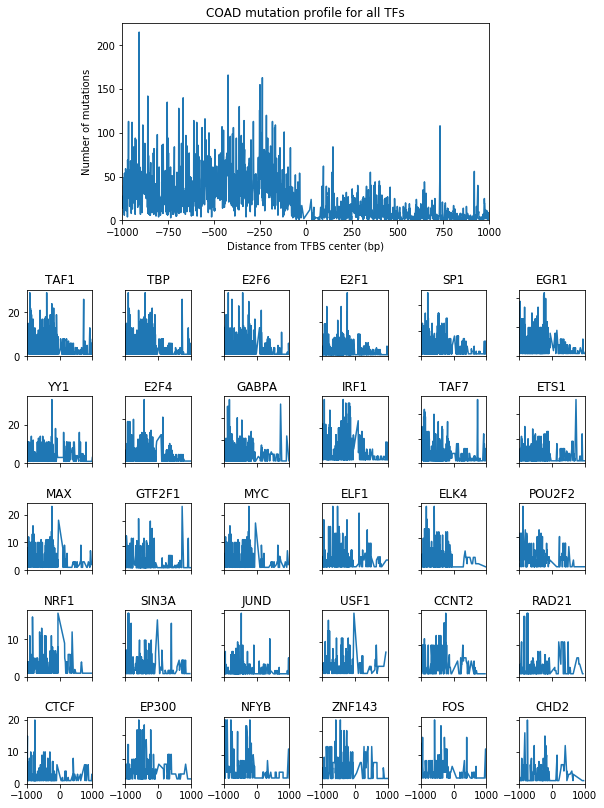 COAD mutation profile for all TFs
200
150
100
50
0
Number of mutations
−1000 −750 −500 −250 0 250 500 750 1000
Distance from TFBS center (bp)
TAF1 TBP E2F6 E2F1 SP1 EGR1
20
0
YY1 E2F4 GABPA IRF1 TAF7 ETS1
20
0
MAX GTF2F1 MYC ELF1 ELK4 POU2F2
20
10
0
NRF1 SIN3A JUND USF1 CCNT2 RAD21
10
0
CTCF EP300 NFYB ZNF143 FOS CHD2
20
10
0
−1000 0 1000 −1000 0 1000 −1000 0 1000 −1000 0 1000 −1000 0 1000 −1000 0 1000